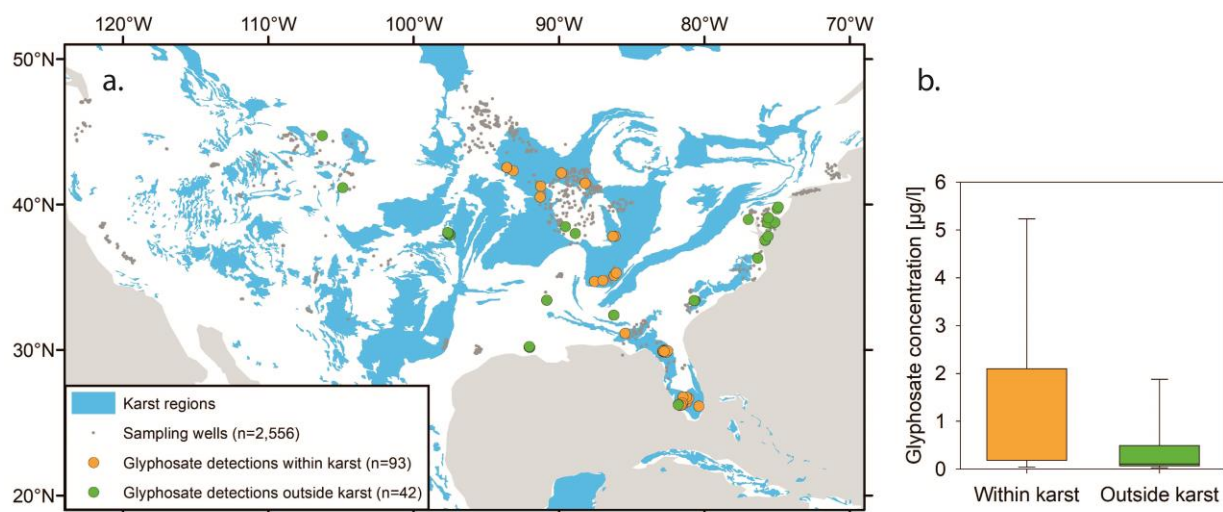 120°W 110°W 100°W 90°W 80°W 70°W
50°N
40°N
30°N
20°N
a.
Karst regions
Sampling wells (n=2,556)
Glyphosate detections within karst (n=93)
Glyphosate detections outside karst (n=42)
b.
Glyphosate concentration [µg/l]
6
5
4
3
2
1
0
Within karst Outside karst